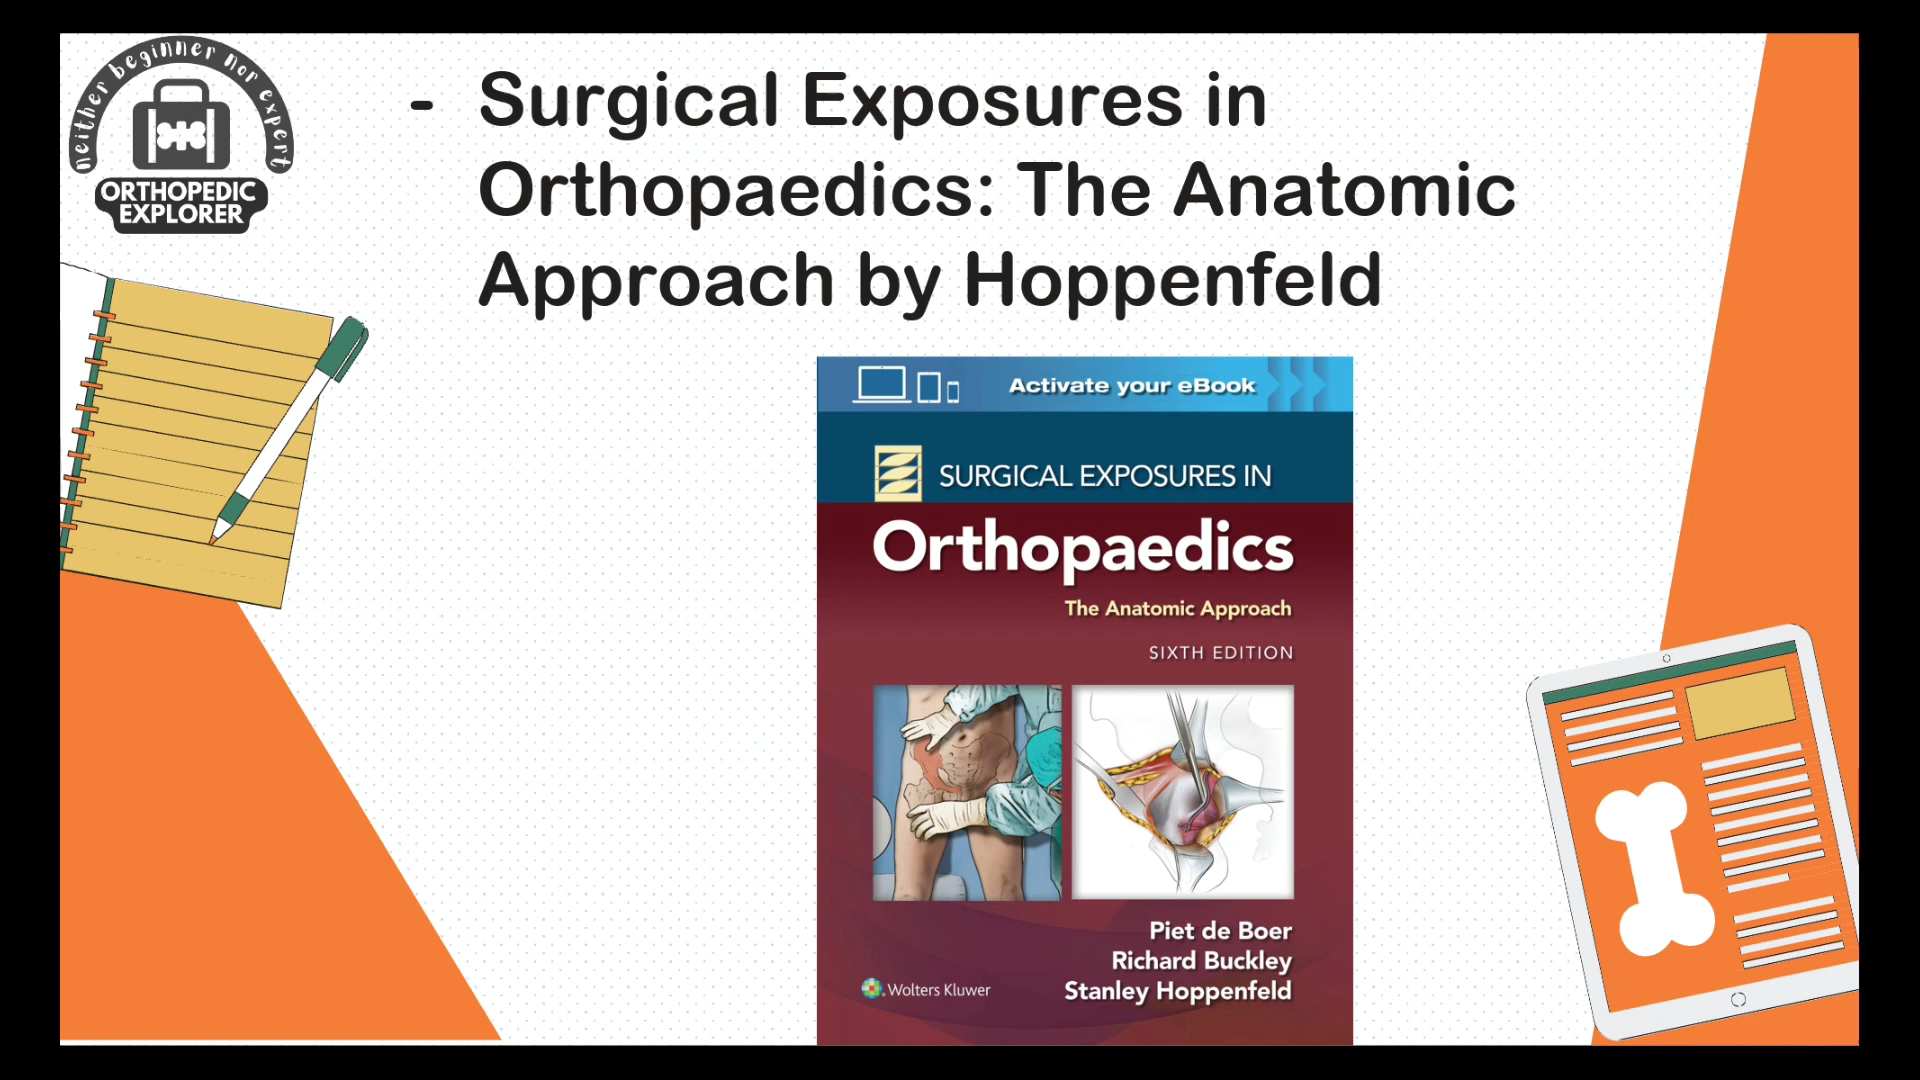 neither beginner nor expert
ORTHOPEDIC
EXPLORER
- Surgical Exposures in
Orthopaedics: The Anatomic
Approach by Hoppenfeld
Activate your eBook
SURGICAL EXPOSURES IN
Orthopaedics
The Anatomic Approach
SIXTH EDITION
Piet de Boer
Richard Buckley
Wolters Kluwer
Stanley Hoppenfeld